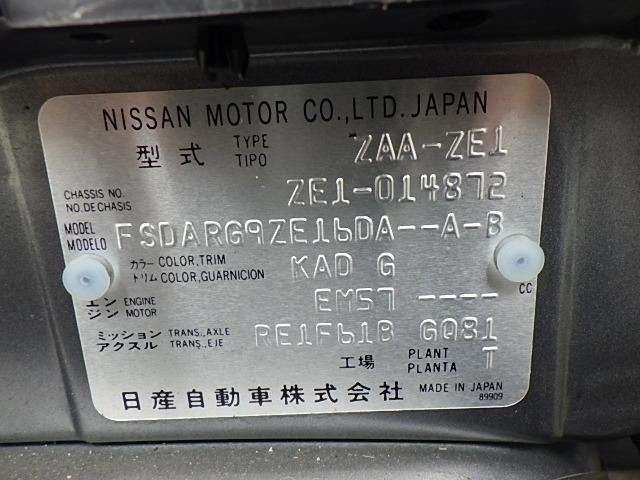 NISSAN MOTOR CO.,LTD. JAPAN
型式 TYPE TIPO ZAA-ZE1
CHASSIS NO. NO.DECHASIS ZE1-014872
MODEL MODELO FSDARG9ZE16DA--A-B
カラー COLOR,TRIM トリム COLOR,GUARNICION KAD G
エンジン ENGINE MOTOR EM57 ---- CC
ミッション TRANS.,AXLE アクスル TRANS.,EJE RE1F61B GQ81
工場 PLANT PLANTA T
日産自動車株式会社 MADE IN JAPAN
89909